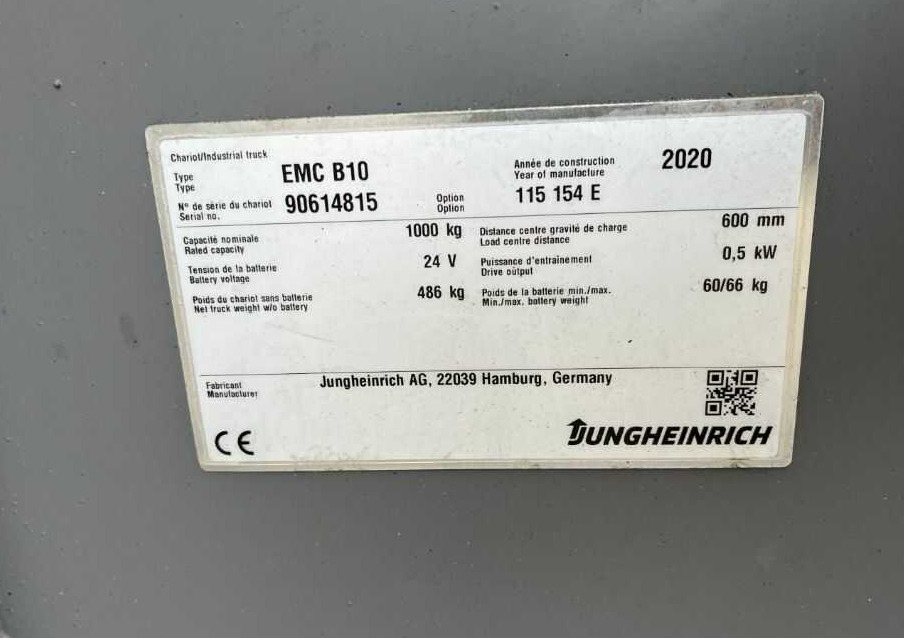 Chariot/Industrial truck
Type
Type
EMC B10
Année de construction
Year of manufacture
2020
N° de série du chariot
Serial no.
90614815
Option
Option
115 154 E
Capacité nominale
Rated capacity
1000 kg
Distance centre gravité de charge
Load centre distance
600 mm
Tension de la batterie
Battery voltage
24 V
Puissance d'entraînement
Drive output
0,5 kW
Poids du chariot sans batterie
Net truck weight w/o battery
486 kg
Poids de la batterie min./max.
Min./max. battery weight
60/66 kg
Fabricant
Manufacturer
Jungheinrich AG, 22039 Hamburg, Germany
CE
JUNGHEINRICH